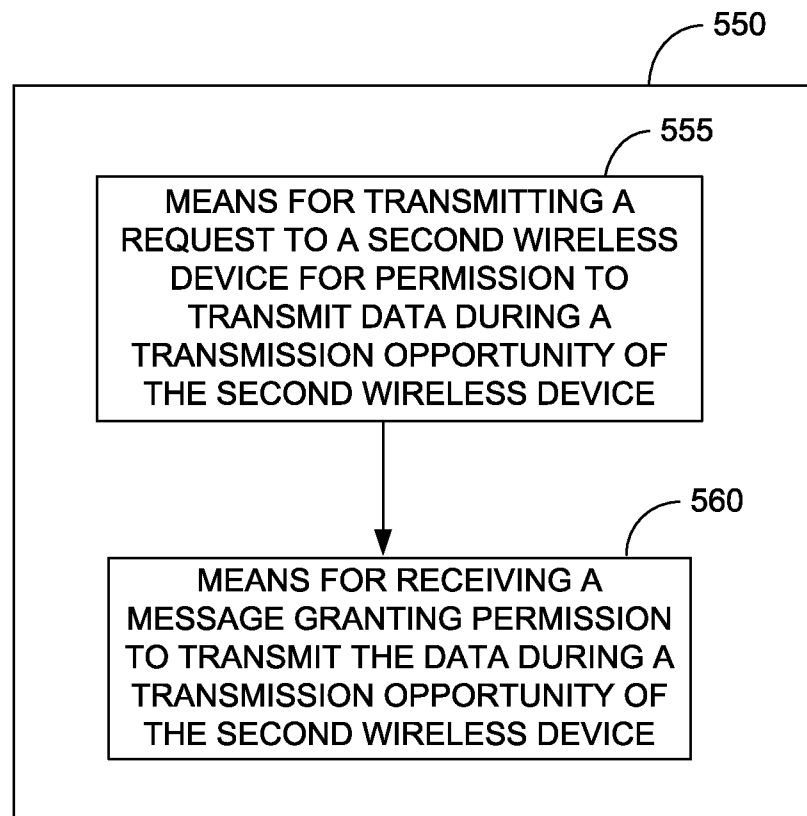 550
555
MEANS FOR TRANSMITTING A
REQUEST TO A SECOND WIRELESS
DEVICE FOR PERMISSION TO
TRANSMIT DATA DURING A
TRANSMISSION OPPORTUNITY OF
THE SECOND WIRELESS DEVICE
560
MEANS FOR RECEIVING A
MESSAGE GRANTING PERMISSION
TO TRANSMIT THE DATA DURING A
TRANSMISSION OPPORTUNITY OF
THE SECOND WIRELESS DEVICE